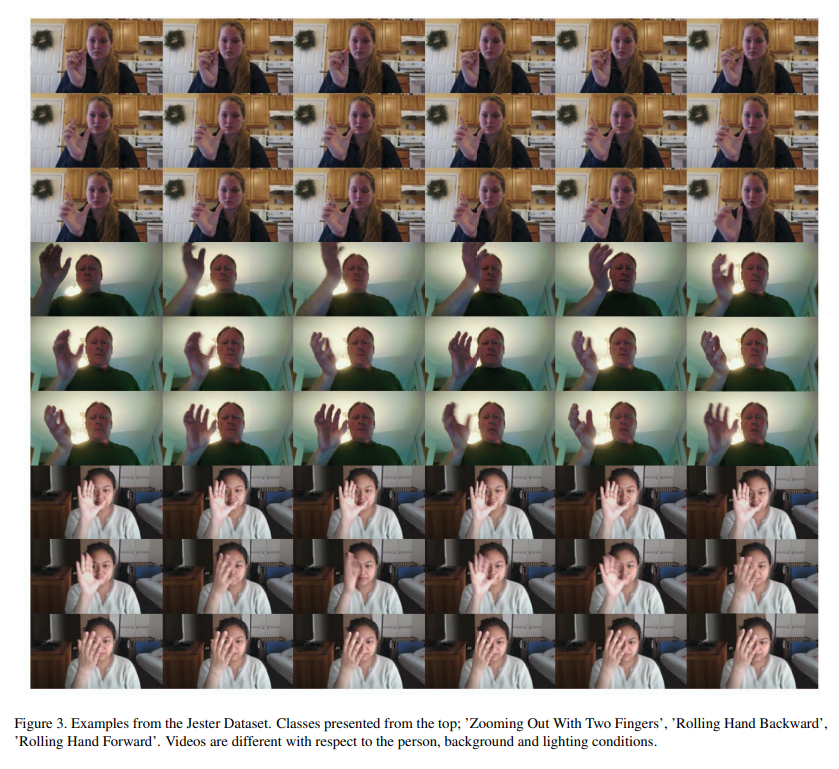 Figure 3. Examples from the Jester Dataset. Classes presented from the top; ’Zooming Out With Two Fingers’, ’Rolling Hand Backward’,
’Rolling Hand Forward’. Videos are different with respect to the person, background and lighting conditions.